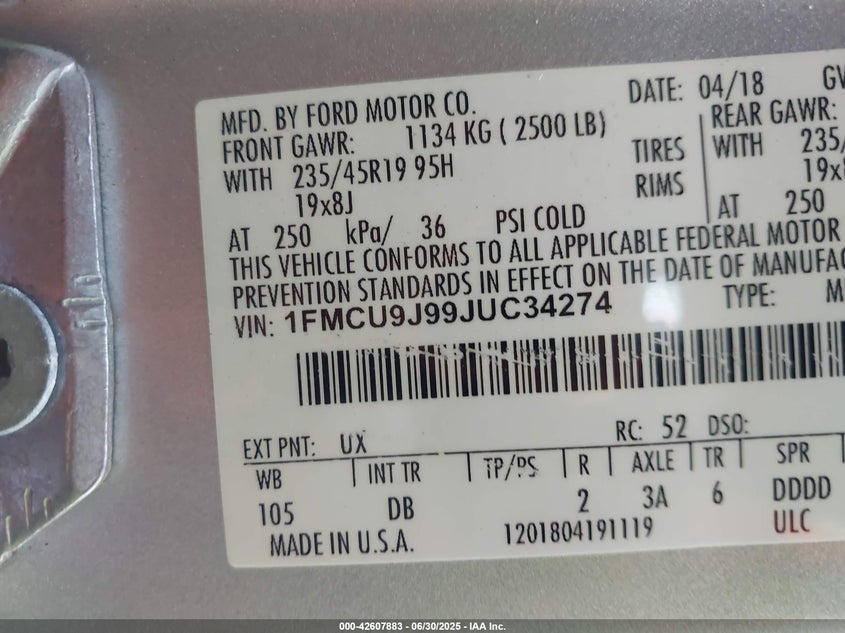 MFD. BY FORD MOTOR CO.
DATE: 04/18
FRONT GAWR: 1134 KG ( 2500 LB)
REAR GAWR:
WITH 235/45R19 95H
TIRES
WITH 235/
19x8J
RIMS
AT 250 kPa/ 36 PSI COLD
AT 250
THIS VEHICLE CONFORMS TO ALL APPLICABLE FEDERAL MOTOR
PREVENTION STANDARDS IN EFFECT ON THE DATE OF
VIN: 1FMCU9J99JUC34274
TYPE:
EXT PNT: UX
RC: 52 DSO:
WB INT TR TP/PS R AXLE TR SPR
105 DB 2 3A 6 DDDD
MADE IN U.S.A.
1201804191119
ULC
000-42607883 / 06/30/2025 - IAA Inc.